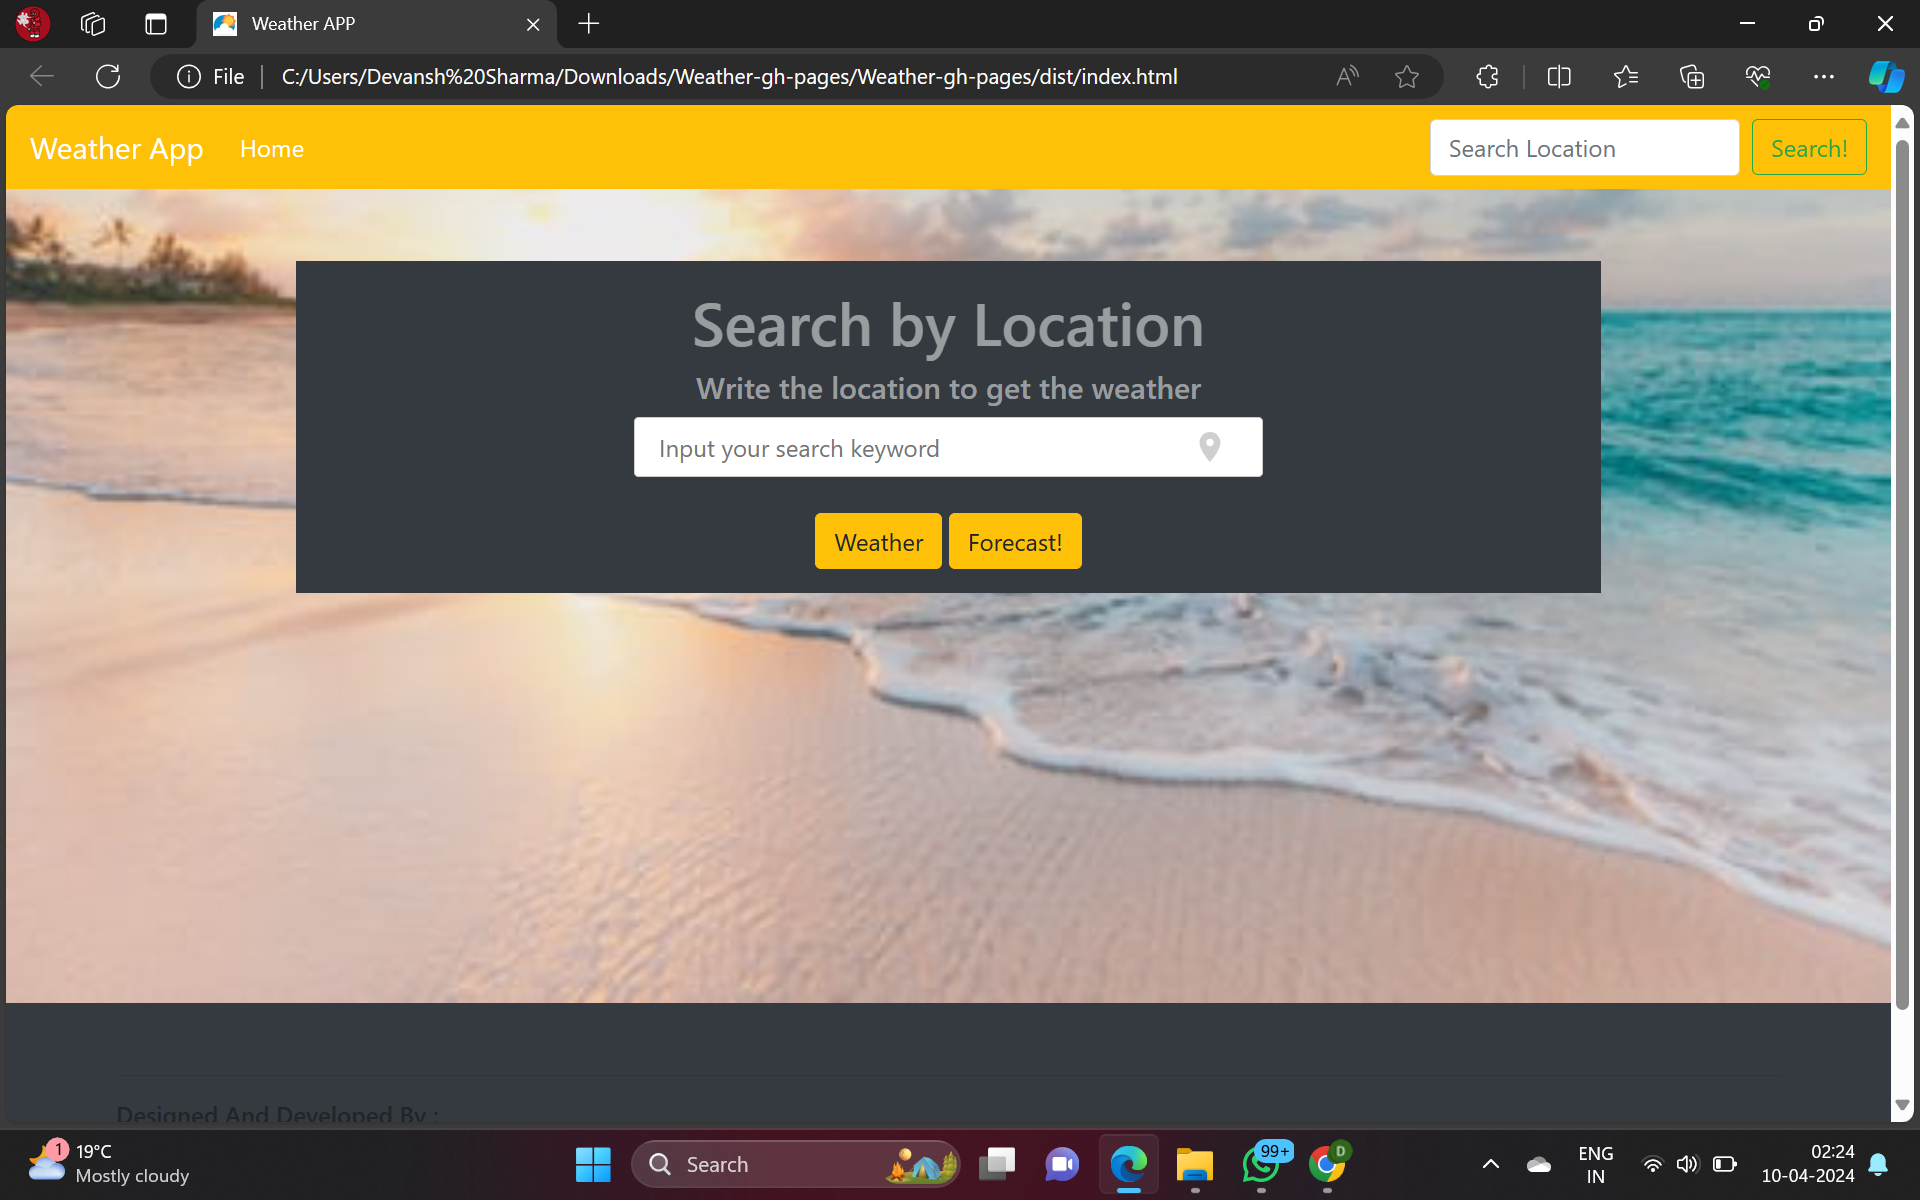 Weather APP
File
C:/Users/Devansh%20Sharma/Downloads/Weather-gh-pages/Weather-gh-pages/dist/index.html
Weather App
Home
Search Location
Search!
Search by Location
Write the location to get the weather
Input your search keyword
Weather
Forecast!
Designed And Developed By :
1
19°C
Mostly cloudy
Search
99+
D
ENG
IN
02:24
10-04-2024